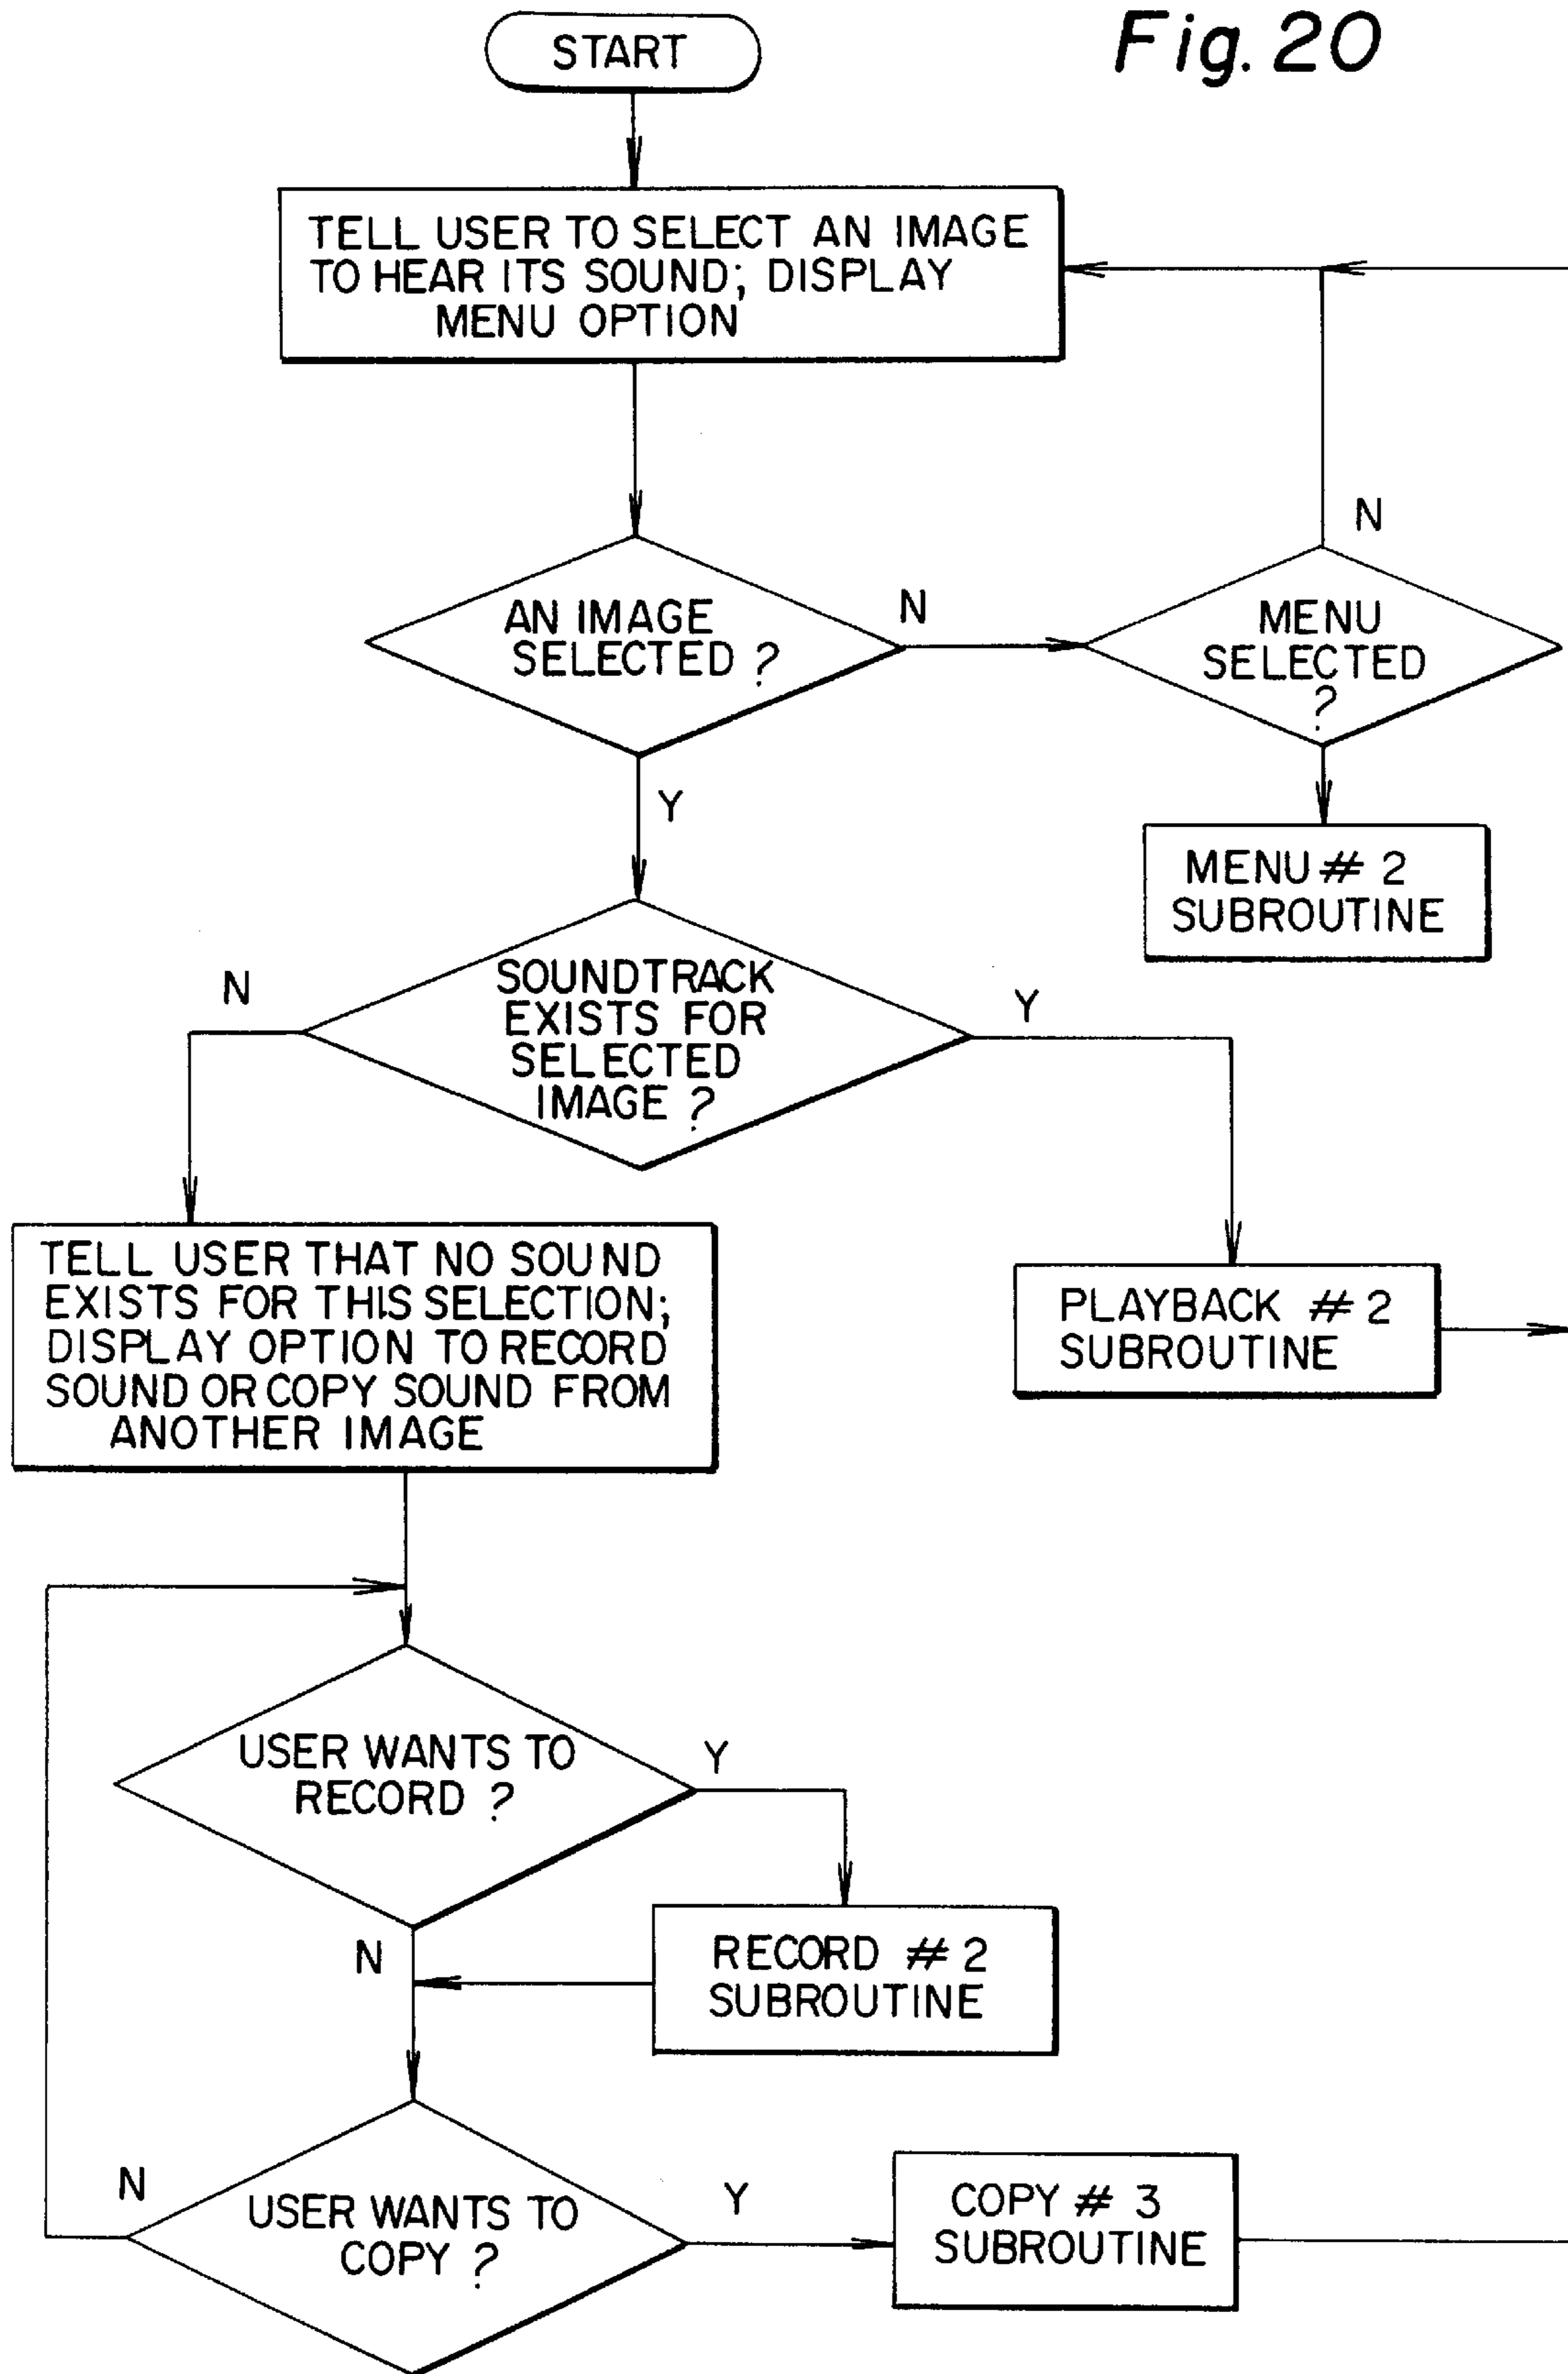 Fig. 20
START
TELL USER TO SELECT AN IMAGE
TO HEAR ITS SOUND; DISPLAY
MENU OPTION
N
AN IMAGE
SELECTED ?
N
MENU
SELECTED
?
Y
MENU # 2
SUBROUTINE
SOUNDTRACK
EXISTS FOR
SELECTED
IMAGE ?
N
Y
TELL USER THAT NO SOUND
EXISTS FOR THIS SELECTION;
DISPLAY OPTION TO RECORD
SOUND OR COPY SOUND FROM
ANOTHER IMAGE
PLAYBACK # 2
SUBROUTINE
USER WANTS TO
RECORD ?
Y
N
RECORD # 2
SUBROUTINE
N
USER WANTS TO
COPY ?
Y
COPY # 3
SUBROUTINE